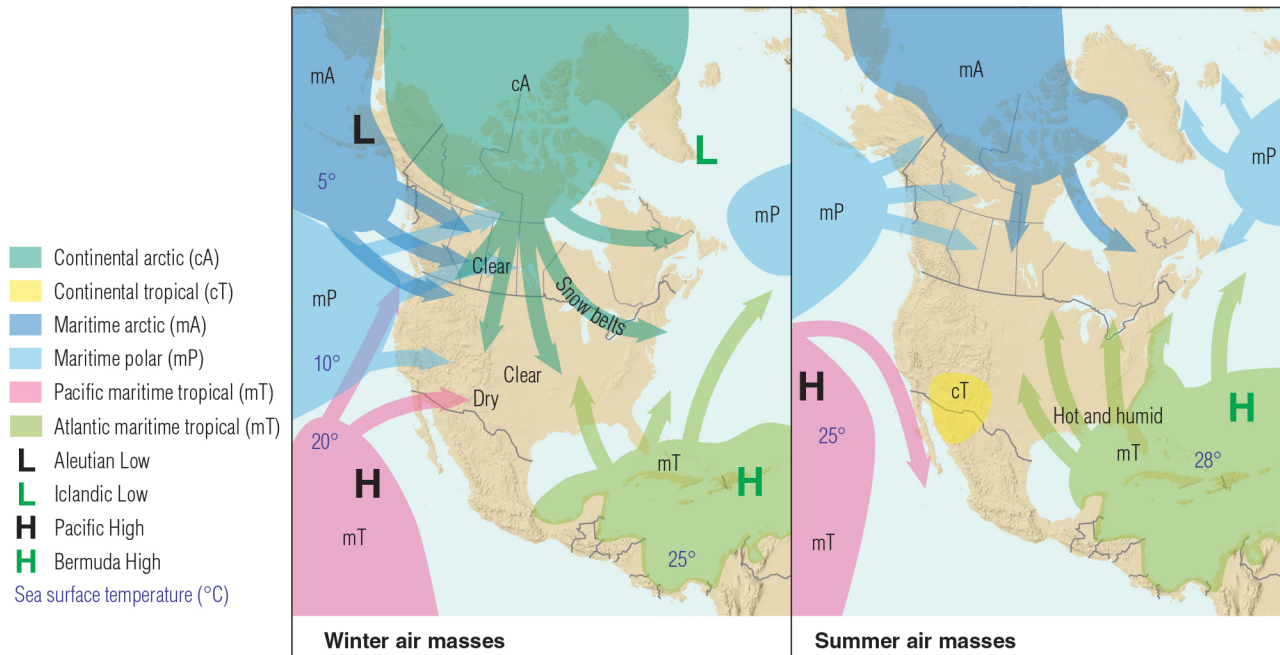 Continental arctic (cA)
Continental tropical (cT)
Maritime arctic (mA)
Maritime polar (mP)
Pacific maritime tropical (mT)
Atlantic maritime tropical (mT)
L Aleutian Low
L Iclandic Low
H Pacific High
H Bermuda High
Sea surface temperature (°C)
mA
cA
L
L
5°
mP
Clear
Snow belts
mP
10°
Clear
Dry
20°
H
mT
mT
H
25°
Winter air masses
mA
mP
mP
H
cT
25°
Hot and humid
H
mT
28°
mT
Summer air masses